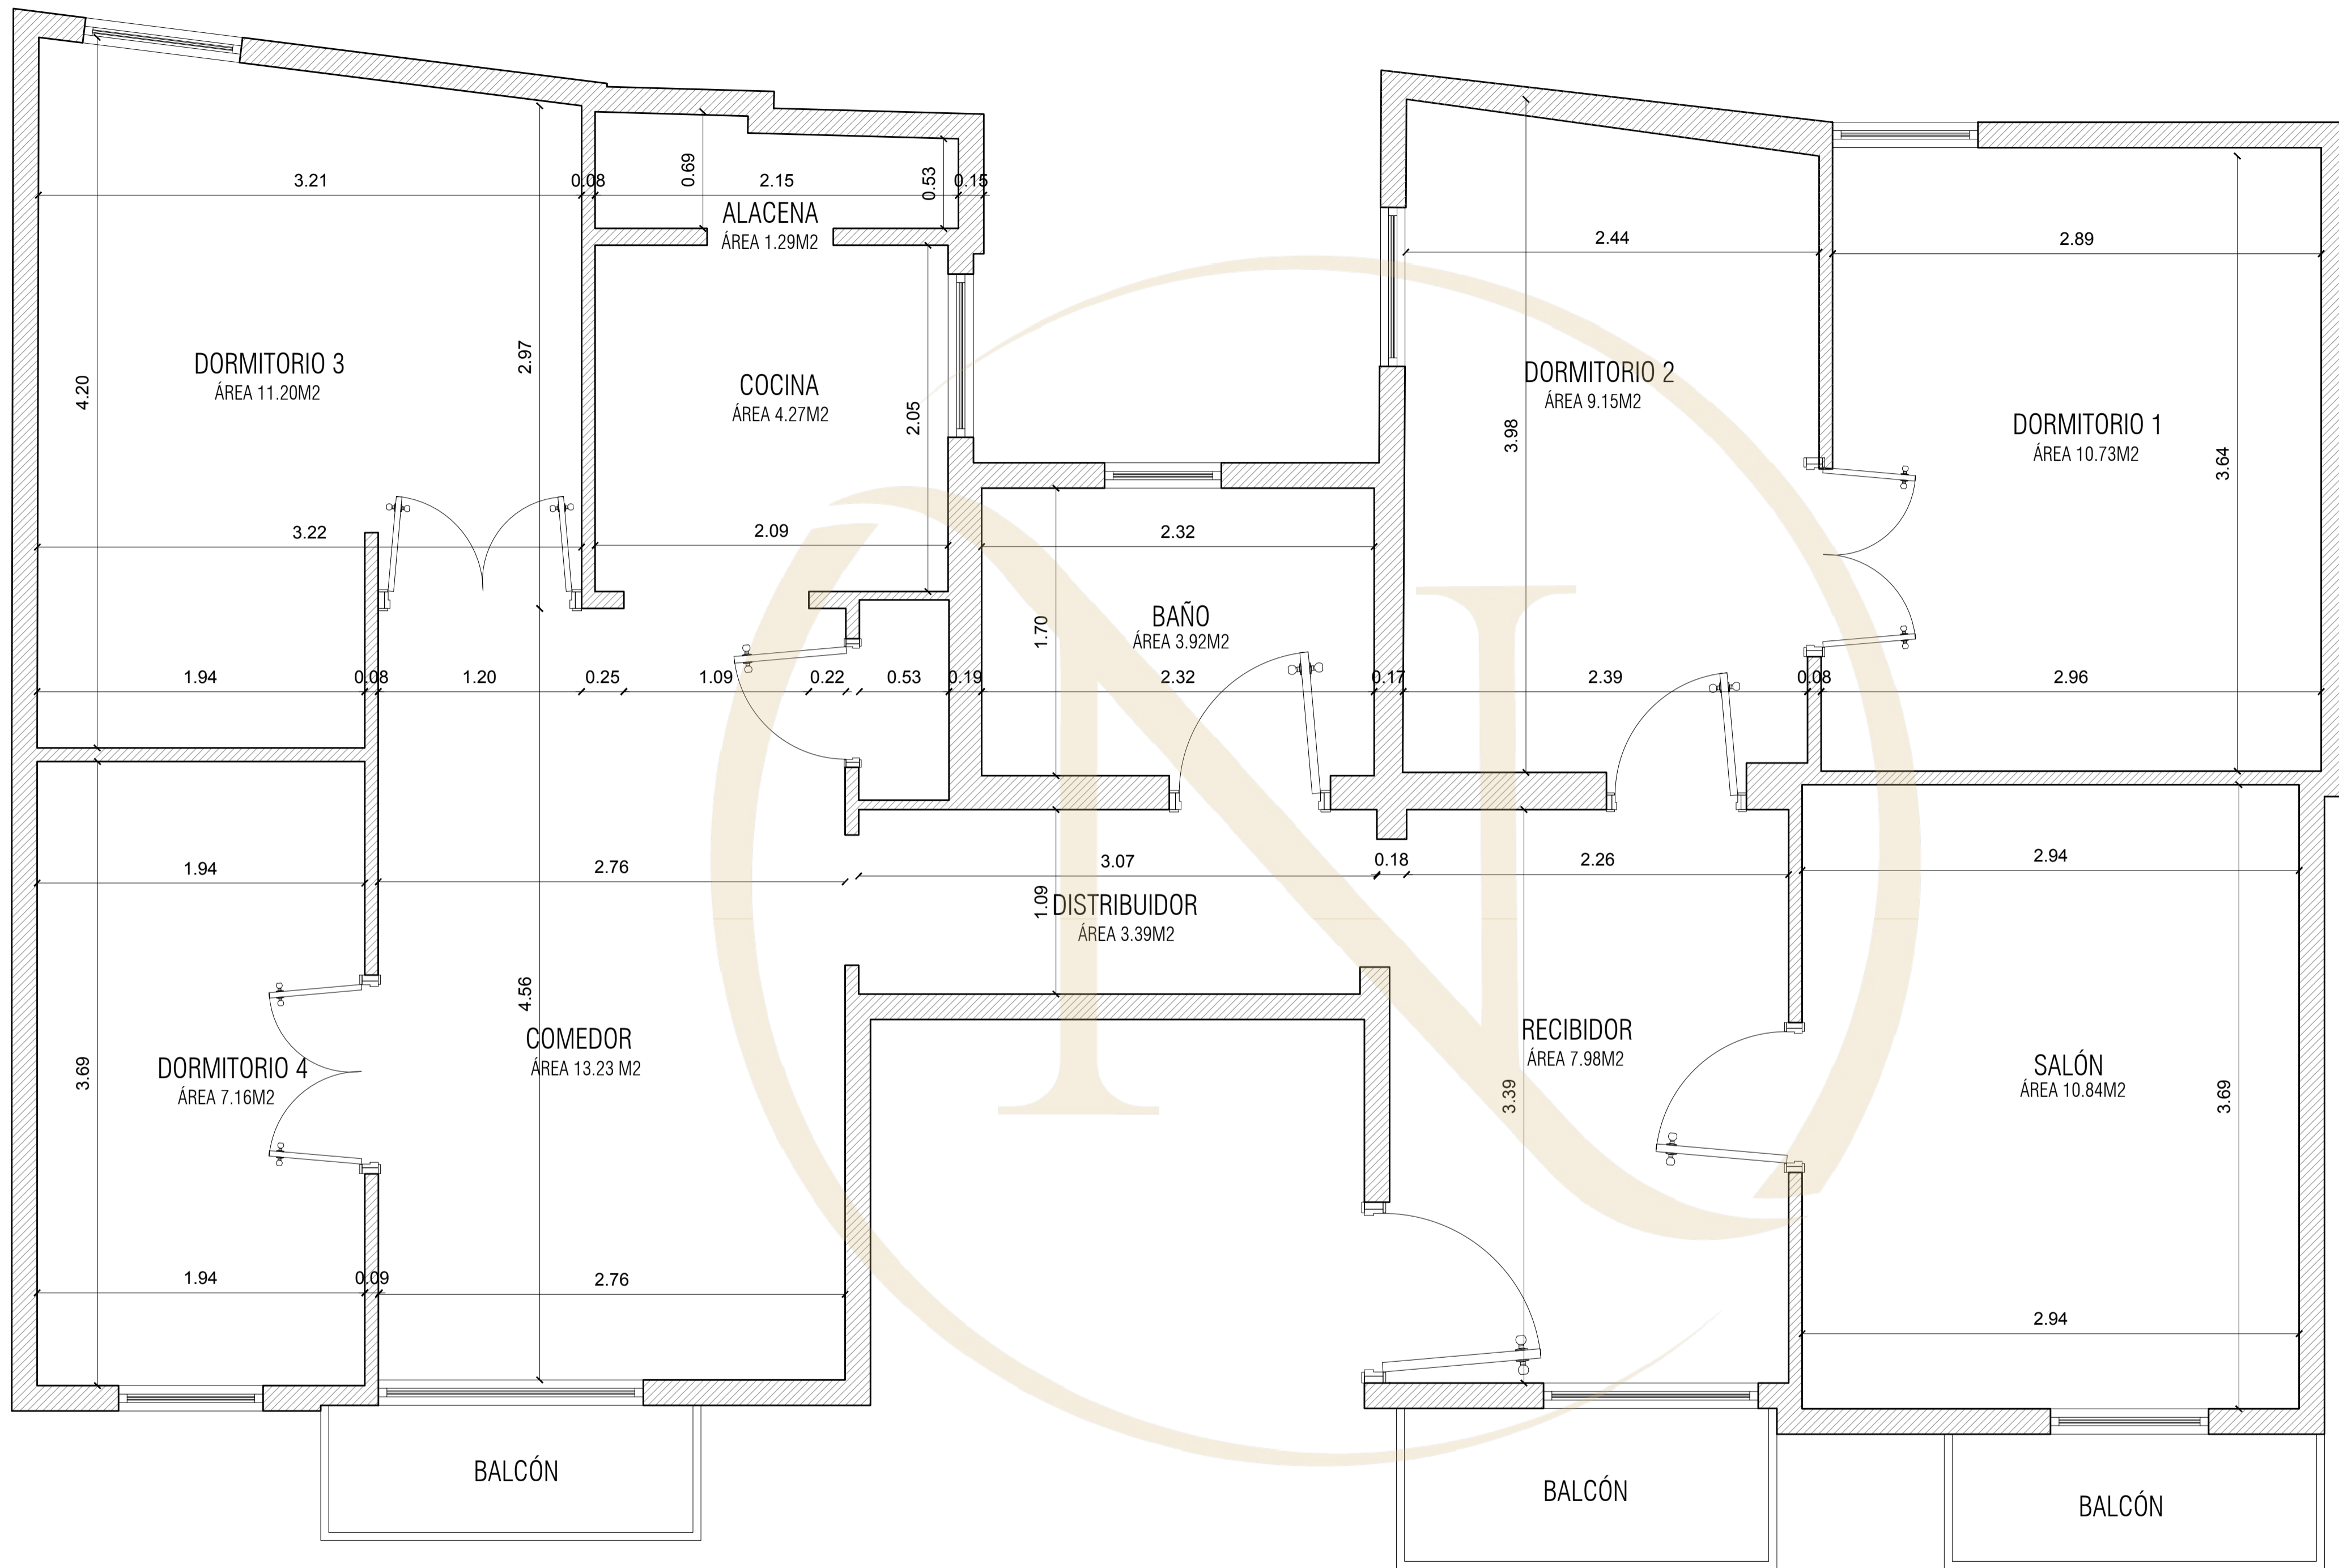 3.21
0.08
0.69
2.15
0.53
0.15
ALACENA
ÁREA 1.29M2
2.44
2.89
DORMITORIO 3
ÁREA 11.20M2
4.20
2.97
COCINA
ÁREA 4.27M2
2.05
DORMITORIO 2
ÁREA 9.15M2
3.98
DORMITORIO 1
ÁREA 10.73M2
3.64
3.22
2.09
2.32
BAÑO
ÁREA 3.92M2
1.70
1.94
0.08
1.20
0.25
1.09
0.22
0.53
0.19
2.32
0.17
2.39
0.08
2.96
1.94
2.76
3.07
0.18
2.26
2.94
1.09
DISTRIBUIDOR
ÁREA 3.39M2
4.56
COMEDOR
ÁREA 13.23 M2
3.69
DORMITORIO 4
ÁREA 7.16M2
RECIBIDOR
ÁREA 7.98M2
3.39
SALÓN
ÁREA 10.84M2
3.69
1.94
0.09
2.76
2.94
BALCÓN
BALCÓN
BALCÓN
N